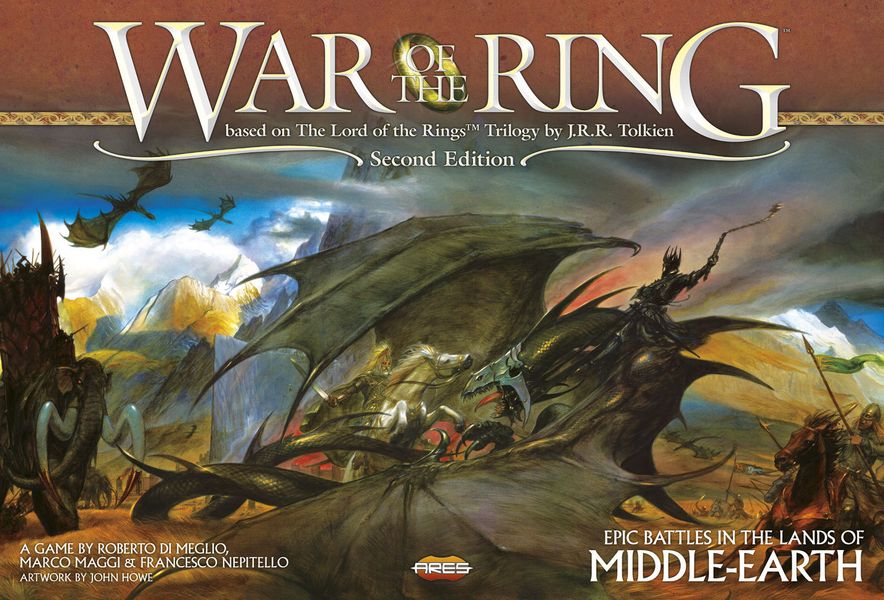 WAR OF THE RING™
based on The Lord of the Rings™ Trilogy by J.R.R. Tolkien
Second Edition
A GAME BY ROBERTO DI MEGLIO,
MARCO MAGGI & FRANCESCO NEPITELLO
ARTWORK BY JOHN HOWE
ARES
EPIC BATTLES IN THE LANDS OF
MIDDLE-EARTH